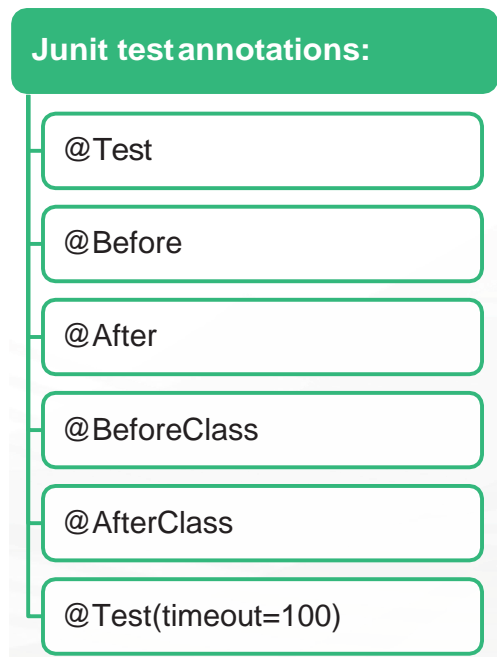 Junit test annotations:
@Test
@Before
@After
@BeforeClass
@AfterClass
@Test(timeout=100)